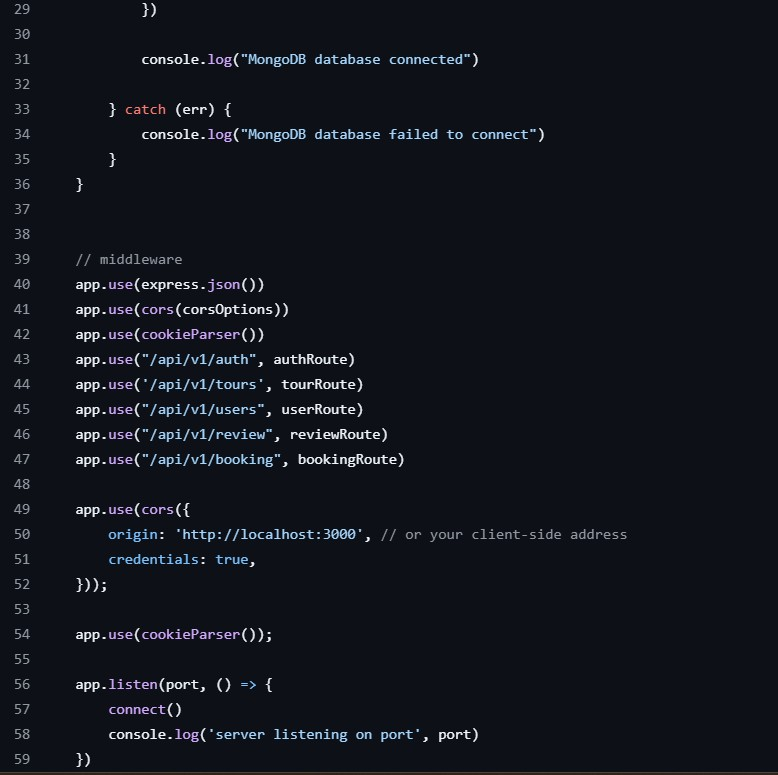 29 })
30
31 console.log("MongoDB database connected")
32
33 } catch (err) {
34 console.log("MongoDB database failed to connect")
35 }
36 }
37
38
39 // middleware
40 app.use(express.json())
41 app.use(cors(corsOptions))
42 app.use(cookieParser())
43 app.use("/api/v1/auth", authRoute)
44 app.use('/api/v1/tours', tourRoute)
45 app.use("/api/v1/users", userRoute)
46 app.use("/api/v1/review", reviewRoute)
47 app.use("/api/v1/booking", bookingRoute)
48
49 app.use(cors({
50 origin: 'http://localhost:3000', // or your client-side address
51 credentials: true,
52 }));
53
54 app.use(cookieParser());
55
56 app.listen(port, () => {
57 connect()
58 console.log('server listening on port', port)
59 })